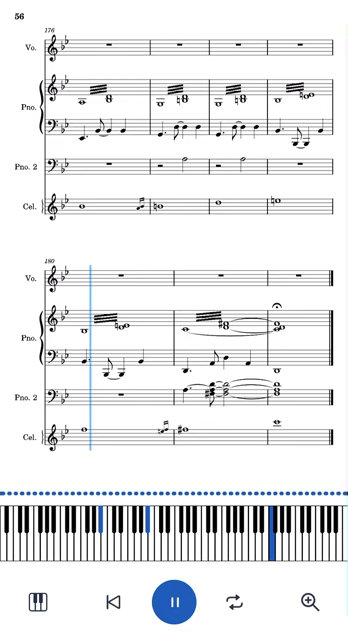 56
176
Vo.
Pno.
Pno. 2
Cel.
180
Vo.
Pno.
Pno. 2
Cel.